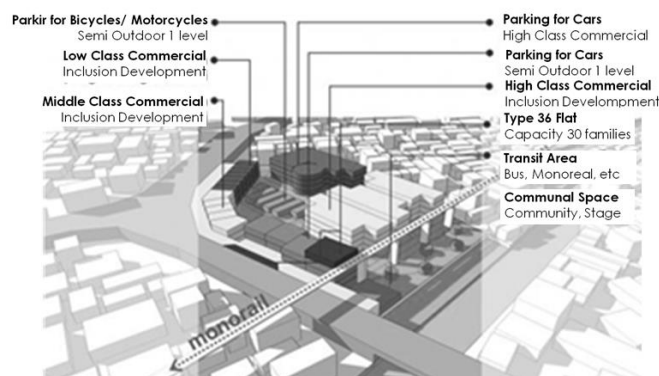 Parkir for Bicycles/ Motorcycles
Semi Outdoor 1 level
Low Class Commercial
Inclusion Development
Middle Class Commercial
Inclusion Development
Parking for Cars
High Class Commercial
Parking for Cars
Semi Outdoor 1 level
High Class Commercial
Inclusion Delelompment
Type 36 Flat
Capacity 30 families
Transit Area
Bus, Monoreal, etc
Communal Space
Community, Stage
monorail